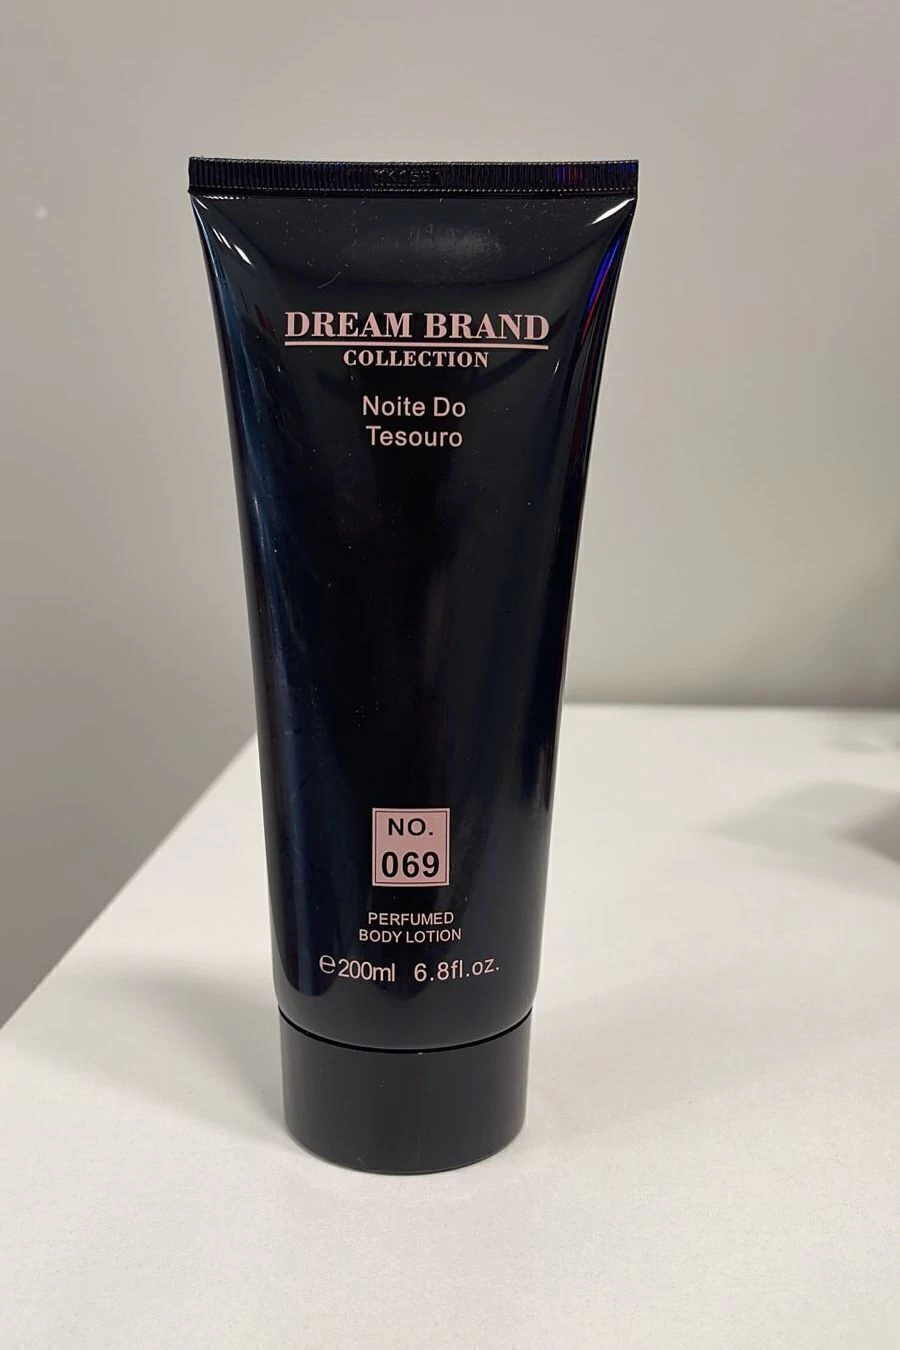 DREAM BRAND
COLLECTION
Noite Do
Tesouro
NO.
069
PERFUMED
BODY LOTION
℮200ml 6.8fl.oz.